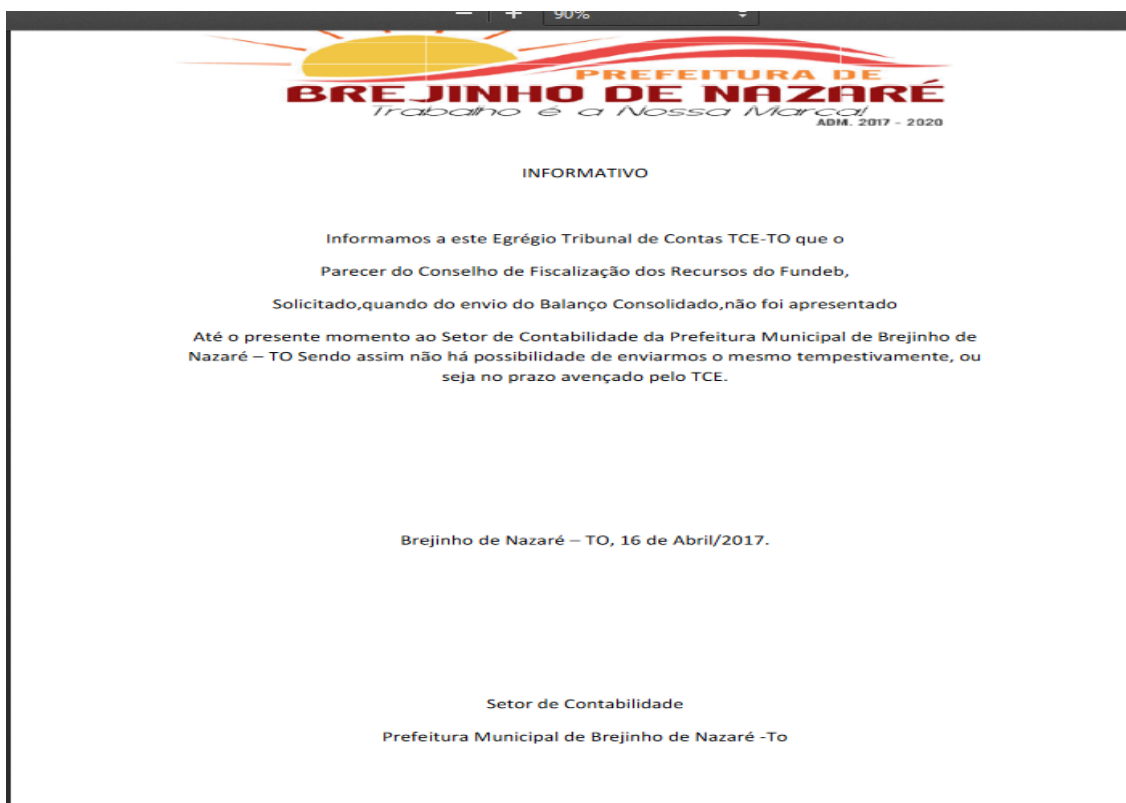 90%
PREFEITURA DE
BREJINHO DE NAZARÉ
Trabalho é a Nossa Marca!
ADM. 2017 - 2020
INFORMATIVO
Informamos a este Egrégio Tribunal de Contas TCE-TO que o
Parecer do Conselho de Fiscalização dos Recursos do Fundeb,
Solicitado,quando do envio do Balanço Consolidado,não foi apresentado
Até o presente momento ao Setor de Contabilidade da Prefeitura Municipal de Brejinho de
Nazaré – TO Sendo assim não há possibilidade de enviarmos o mesmo tempestivamente, ou
seja no prazo avençado pelo TCE.
Brejinho de Nazaré – TO, 16 de Abril/2017.
Setor de Contabilidade
Prefeitura Municipal de Brejinho de Nazaré -To